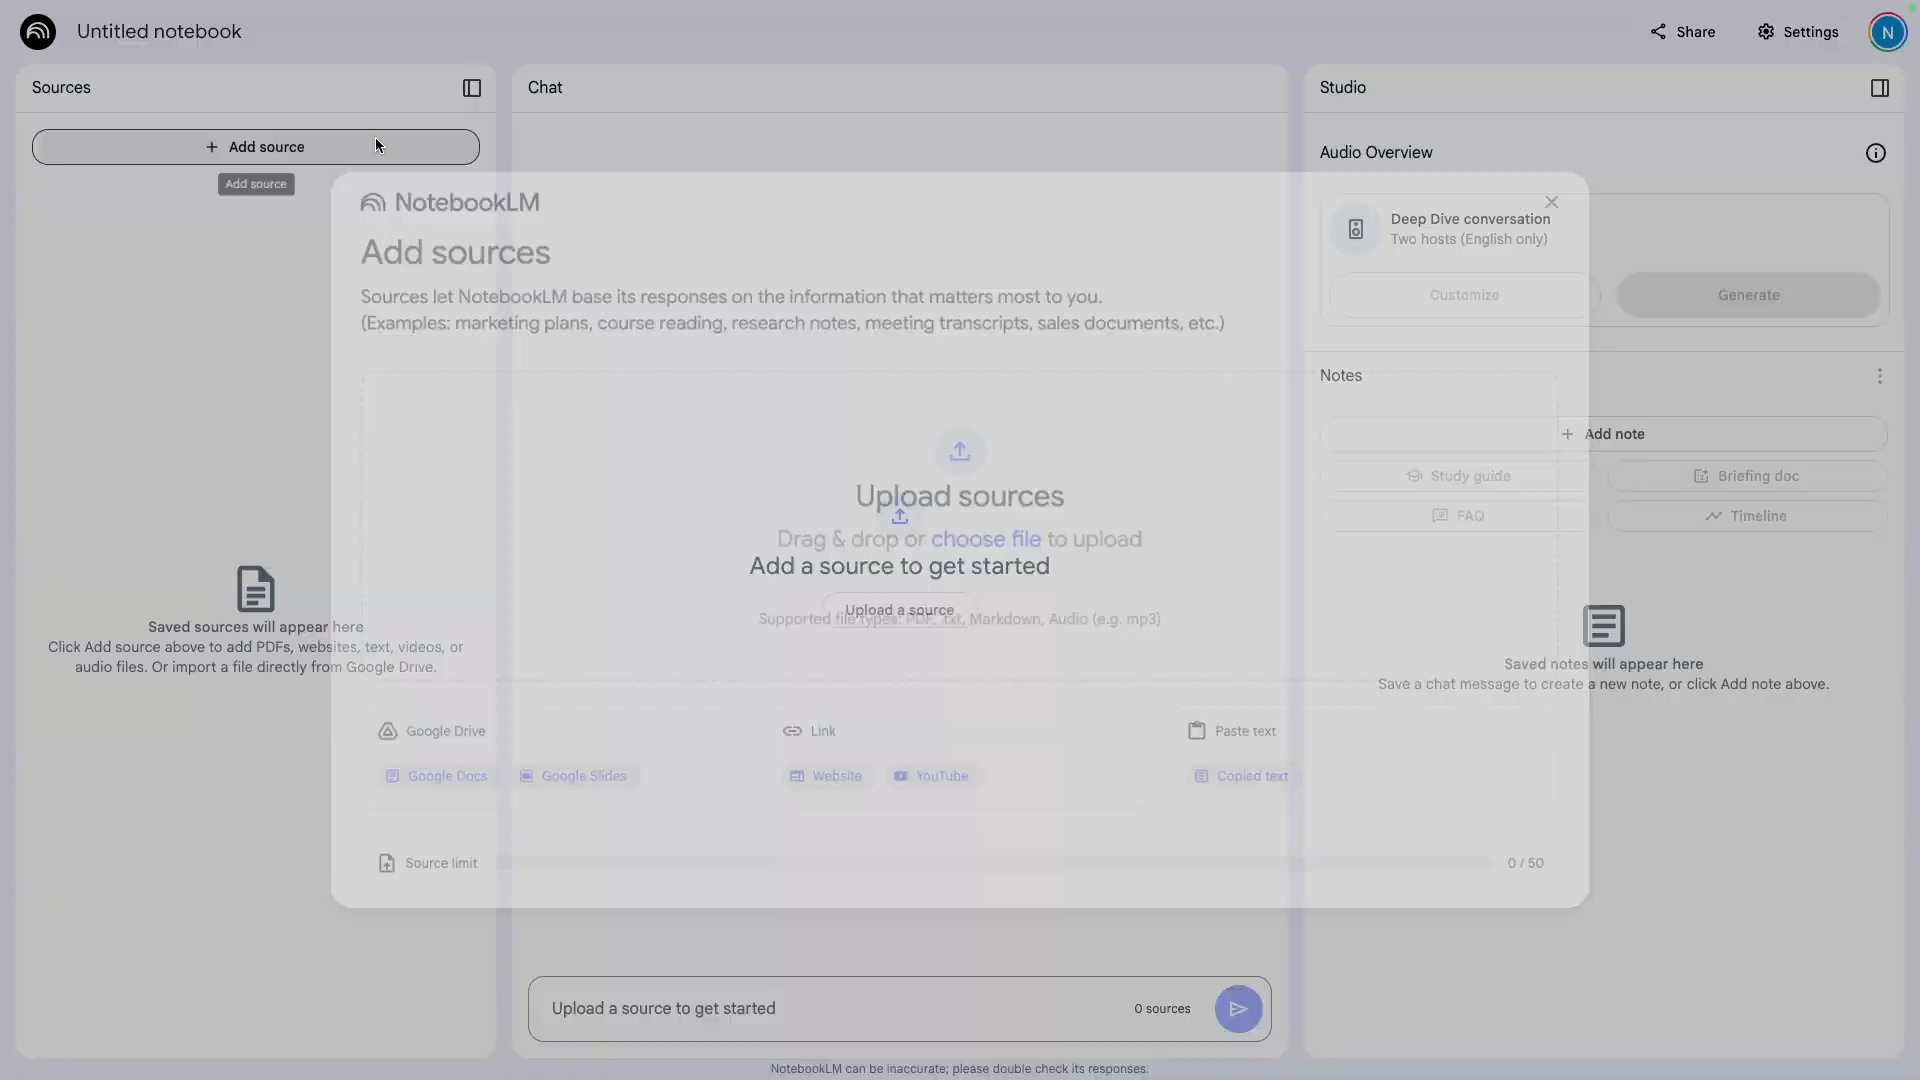 Untitled notebook
Share
Settings
N
Sources
Chat
Studio
+ Add source
Add source
Audio Overview
Deep Dive conversation
Two hosts (English only)
Customize
Generate
NotebookLM
Add sources
Sources let NotebookLM base its responses on the information that matters most to you.
(Examples: marketing plans, course reading, research notes, meeting transcripts, sales documents, etc.)
Notes
+ Add note
Study guide
Briefing doc
FAQ
Timeline
Upload sources
Drag & drop or choose file to upload
Add a source to get started
Upload a source
Supported file types: PDF, .txt, Markdown, Audio (e.g. mp3)
Saved sources will appear here
Click Add source above to add PDFs, websites, text, videos, or
audio files. Or import a file directly from Google Drive.
Saved notes will appear here
Save a chat message to create a new note, or click Add note above.
Google Drive
Link
Paste text
Google Docs
Google Slides
Website
YouTube
Copied text
Source limit
0 / 50
Upload a source to get started
0 sources
NotebookLM can be inaccurate; please double check its responses.